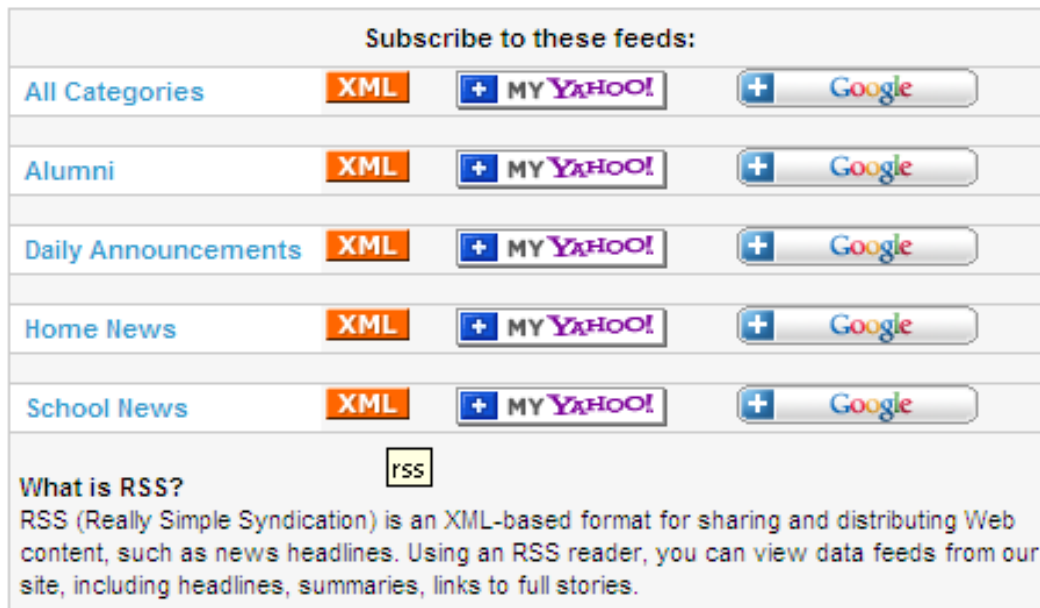 Subscribe to these feeds:
All Categories XML + MY YAHOO! + Google
Alumni XML + MY YAHOO! + Google
Daily Announcements XML + MY YAHOO! + Google
Home News XML + MY YAHOO! + Google
School News XML + MY YAHOO! + Google
rss
What is RSS?
RSS (Really Simple Syndication) is an XML-based format for sharing and distributing Web
content, such as news headlines. Using an RSS reader, you can view data feeds from our
site, including headlines, summaries, links to full stories.